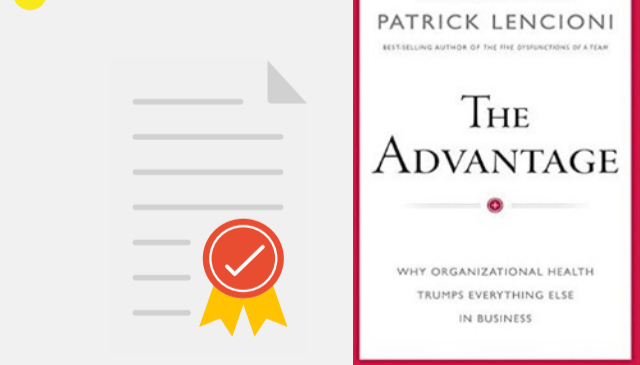 PATRICK LENCIONI
BEST-SELLING AUTHOR OF THE FIVE DYSFUNCTIONS OF A TEAM
THE
ADVANTAGE
WHY ORGANIZATIONAL HEALTH
TRUMPS EVERYTHING ELSE
IN BUSINESS